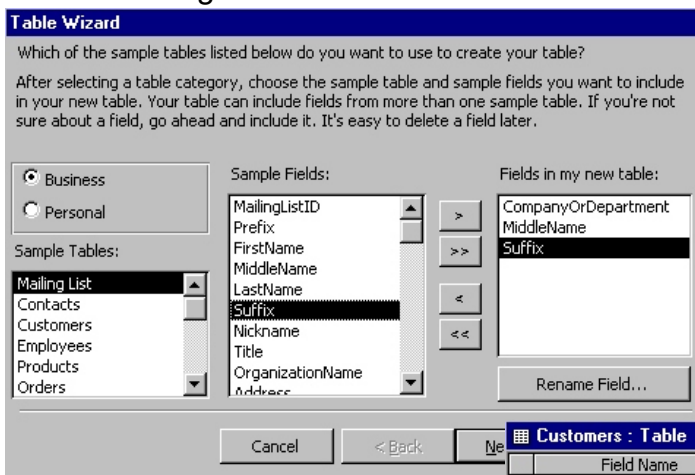 Table Wizard
Which of the sample tables listed below do you want to use to create your table?
After selecting a table category, choose the sample table and sample fields you want to include
in your new table. Your table can include fields from more than one sample table. If you're not
sure about a field, go ahead and include it. It's easy to delete a field later.
Business
Personal
Sample Tables:
Mailing List
Contacts
Customers
Employees
Products
Orders
Sample Fields:
MailingListID
Prefix
FirstName
MiddleName
LastName
Suffix
Nickname
Title
OrganizationName
Address
>
>>
<
<<
Fields in my new table:
CompanyOrDepartment
MiddleName
Suffix
Rename Field...
Cancel
< Back
Ne
Customers : Table
Field Name